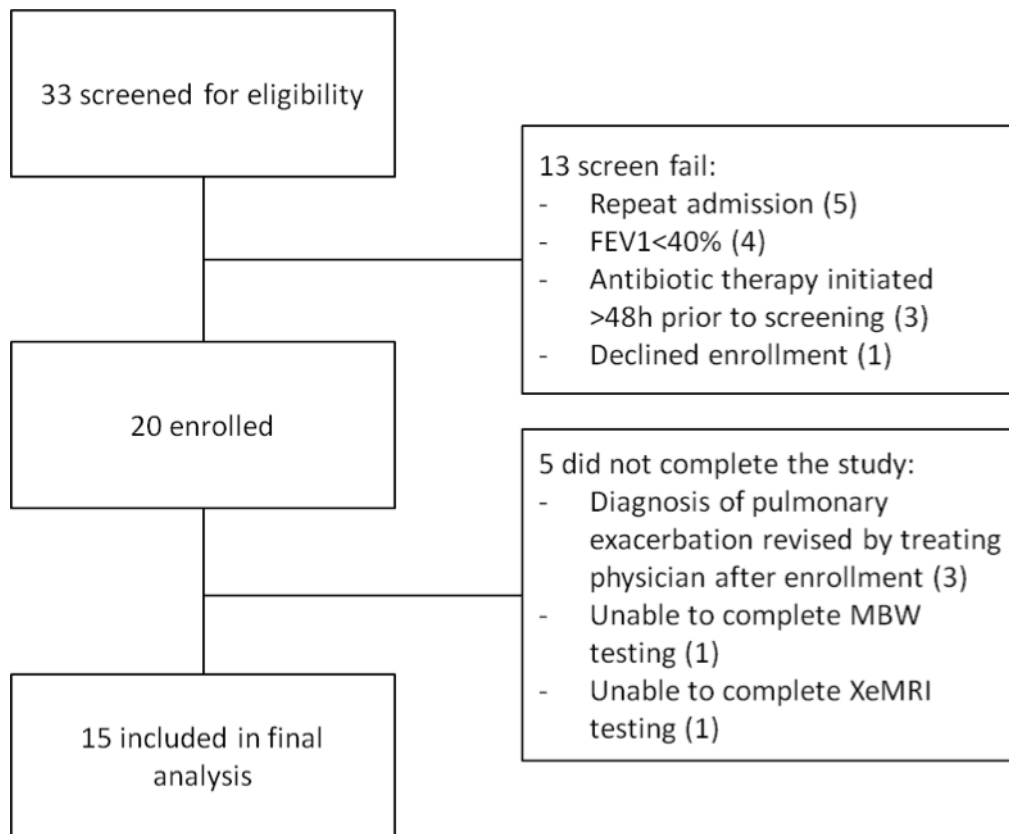 33 screened for eligibility
13 screen fail:
- Repeat admission (5)
- FEV1<40% (4)
- Antibiotic therapy initiated
>48h prior to screening (3)
- Declined enrollment (1)
20 enrolled
5 did not complete the study:
- Diagnosis of pulmonary
exacerbation revised by treating
physician after enrollment (3)
- Unable to complete MBW
testing (1)
- Unable to complete XeMRI
testing (1)
15 included in final
analysis